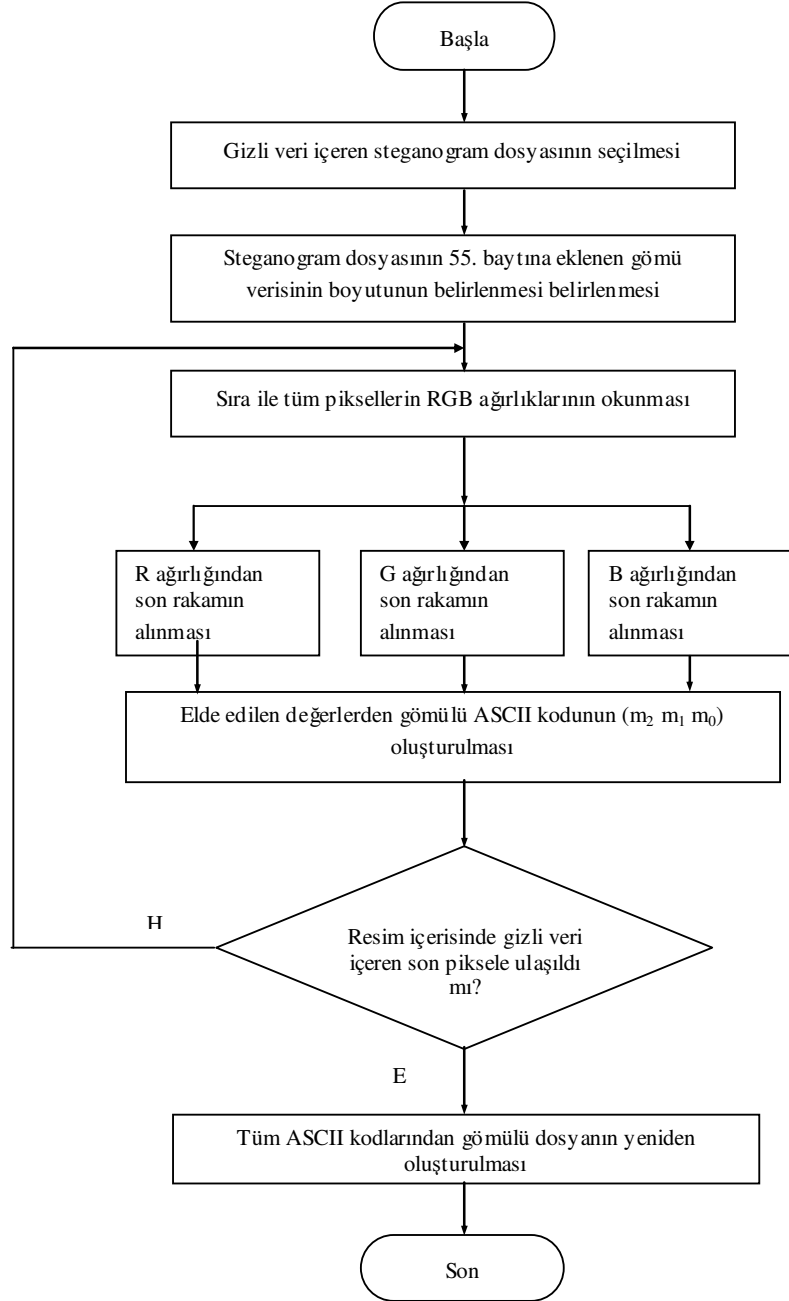 Başla
Gizli veri içeren steganogram dosyasının seçilmesi
Steganogram dosyasının 55. baytına eklenen gömü
verisinin boyutunun belirlenmesi belirlenmesi
Sıra ile tüm piksellerin RGB ağırlıklarının okunması
R ağırlığından
son rakamın
alınması
G ağırlığından
son rakamın
alınması
B ağırlığından
son rakamın
alınması
Elde edilen değerlerden gömülü ASCII kodunun (m₂ m₁ m₀)
oluşturulması
H
Resim içerisinde gizli veri
içeren son piksele ulaşıldı
mı?
E
Tüm ASCII kodlarından gömülü dosyanın yeniden
oluşturulması
Son